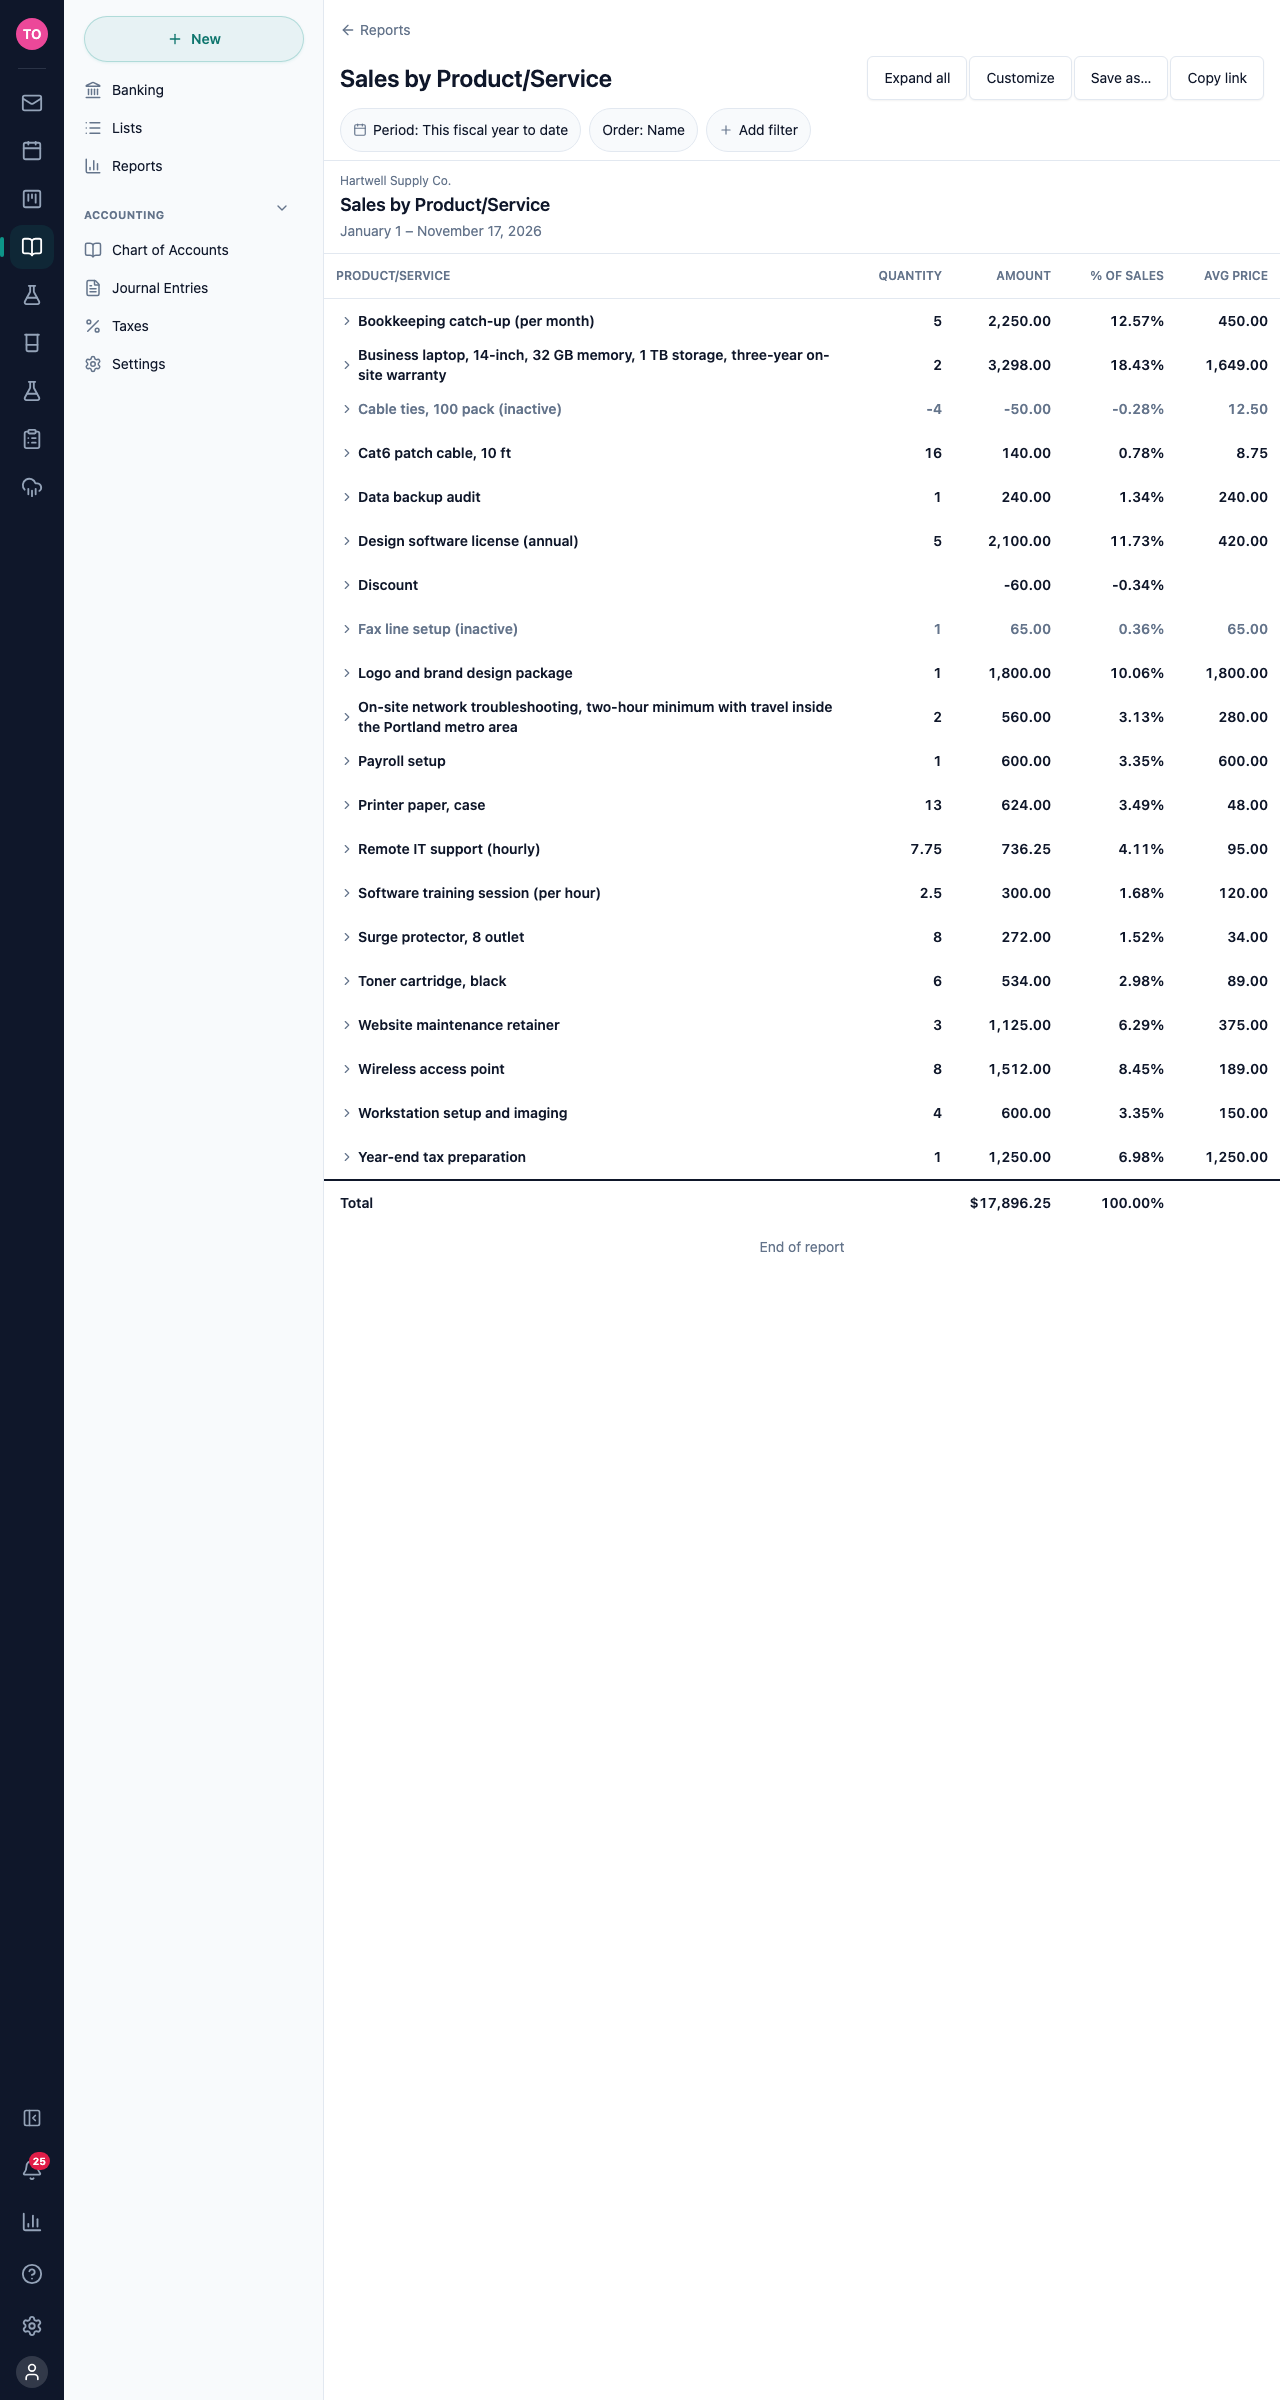 TO
New
Banking
Lists
Reports
ACCOUNTING
Chart of Accounts
Journal Entries
Taxes
Settings
25
Reports
Sales by Product/Service
Expand all
Customize
Save as...
Copy link
Period: This fiscal year to date
Order: Name
Add filter
Hartwell Supply Co.
Sales by Product/Service
January 1 – November 17, 2026
PRODUCT/SERVICE QUANTITY AMOUNT % OF SALES AVG PRICE
Bookkeeping catch-up (per month) 5 2,250.00 12.57% 450.00
Business laptop, 14-inch, 32 GB memory, 1 TB storage, three-year on-
site warranty 2 3,298.00 18.43% 1,649.00
Cable ties, 100 pack (inactive) -4 -50.00 -0.28% 12.50
Cat6 patch cable, 10 ft 16 140.00 0.78% 8.75
Data backup audit 1 240.00 1.34% 240.00
Design software license (annual) 5 2,100.00 11.73% 420.00
Discount -60.00 -0.34%
Fax line setup (inactive) 1 65.00 0.36% 65.00
Logo and brand design package 1 1,800.00 10.06% 1,800.00
On-site network troubleshooting, two-hour minimum with travel inside
the Portland metro area 2 560.00 3.13% 280.00
Payroll setup 1 600.00 3.35% 600.00
Printer paper, case 13 624.00 3.49% 48.00
Remote IT support (hourly) 7.75 736.25 4.11% 95.00
Software training session (per hour) 2.5 300.00 1.68% 120.00
Surge protector, 8 outlet 8 272.00 1.52% 34.00
Toner cartridge, black 6 534.00 2.98% 89.00
Website maintenance retainer 3 1,125.00 6.29% 375.00
Wireless access point 8 1,512.00 8.45% 189.00
Workstation setup and imaging 4 600.00 3.35% 150.00
Year-end tax preparation 1 1,250.00 6.98% 1,250.00
Total $17,896.25 100.00%
End of report